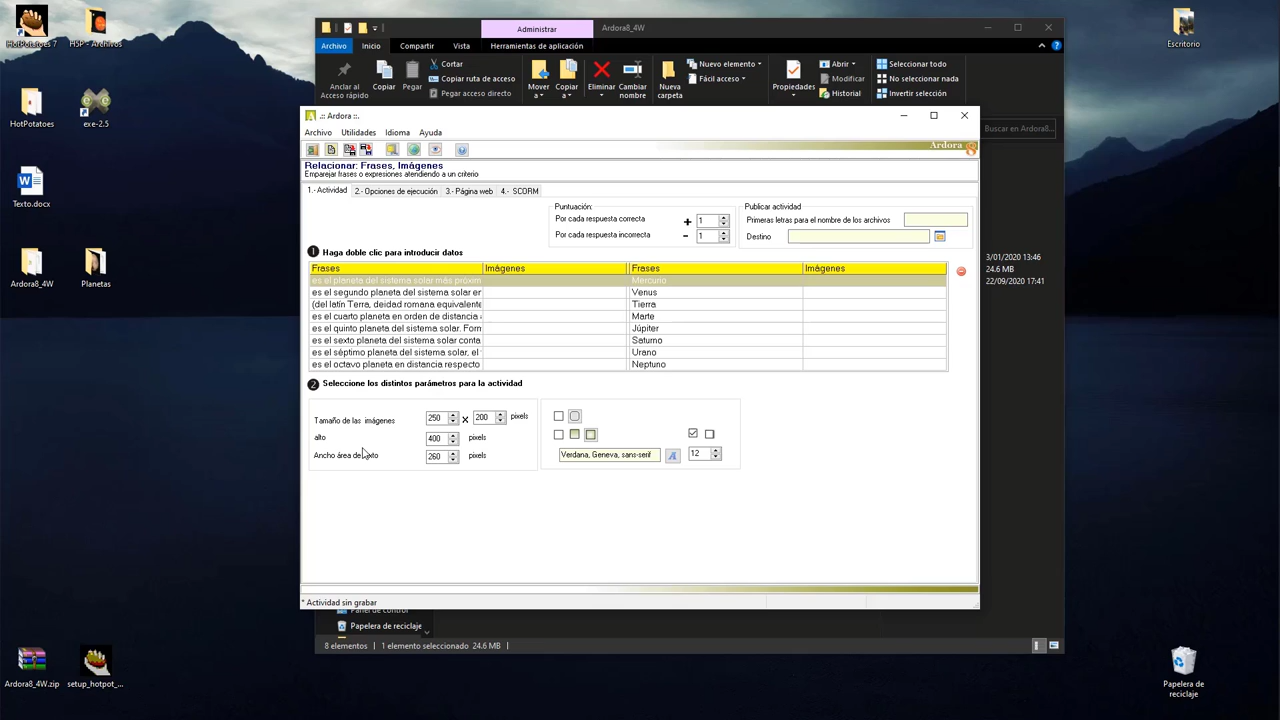 HotPotatoes 7
H5P - Archivos
Escritorio
HotPotatoes
exe-2.5
Texto.docx
Ardora8_4W
Planetas
Ardora8_4W.zip
setup_hotpot_...
Papelera de reciclaje
Administrar
Ardora8_4W
Archivo
Inicio
Compartir
Vista
Herramientas de aplicación
Anclar al Acceso rápido
Copiar
Pegar
Cortar
Copiar ruta de acceso
Pegar acceso directo
Mover a
Copiar a
Eliminar
Cambiar nombre
Nueva carpeta
Nuevo elemento
Fácil acceso
Propiedades
Abrir
Modificar
Historial
Seleccionar todo
No seleccionar nada
Invertir selección
Buscar en Ardora8...
3/01/2020 13:46
24.6 MB
22/09/2020 17:41
.:: Ardora ::.
Archivo Utilidades Idioma Ayuda
Ardora 8
Relacionar: Frases, Imágenes
Emparejar frases o expresiones atendiendo a un criterio
1.- Actividad 2.- Opciones de ejecución 3.- Página web 4.- SCORM
Puntuación:
Por cada respuesta correcta + 1
Por cada respuesta incorrecta - 1
Publicar actividad
Primeras letras para el nombre de los archivos
Destino
1 Haga doble clic para introducir datos
Frases Imágenes Frases Imágenes
es el planeta del sistema solar más próxim Mercurio
es el segundo planeta del sistema solar en Venus
(del latín Terra, deidad romana equivalente Tierra
es el cuarto planeta en orden de distancia a Marte
es el quinto planeta del sistema solar. Form Júpiter
es el sexto planeta del sistema solar conta Saturno
es el séptimo planeta del sistema solar, el Urano
es el octavo planeta en distancia respecto Neptuno
2 Seleccione los distintos parámetros para la actividad
Tamaño de las imágenes 250 x 200 pixels
alto 400 pixels
Ancho área de texto 260 pixels
Verdana, Geneva, sans-serif A 12
* Actividad sin grabar
Panel de control
Papelera de reciclaje
8 elementos 1 elemento seleccionado 24.6 MB